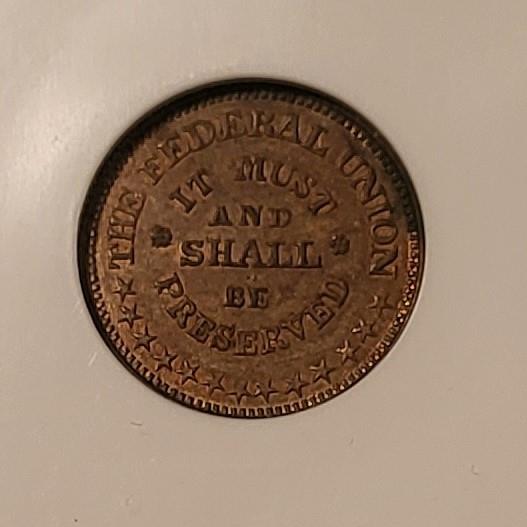 THE FEDERAL UNION
IT MUST
AND
SHALL
BE
PRESERVED